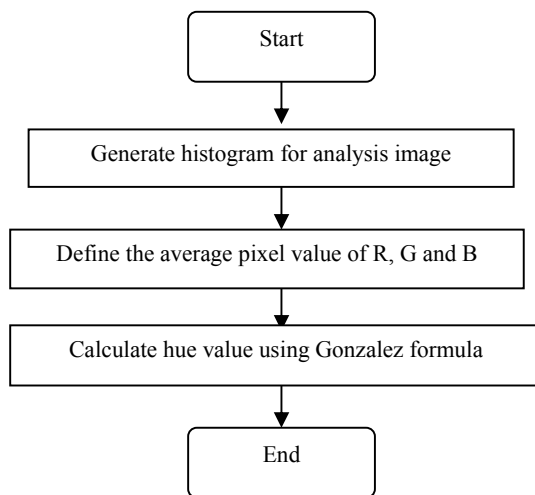 Start
Generate histogram for analysis image
Define the average pixel value of R, G and B
Calculate hue value using Gonzalez formula
End